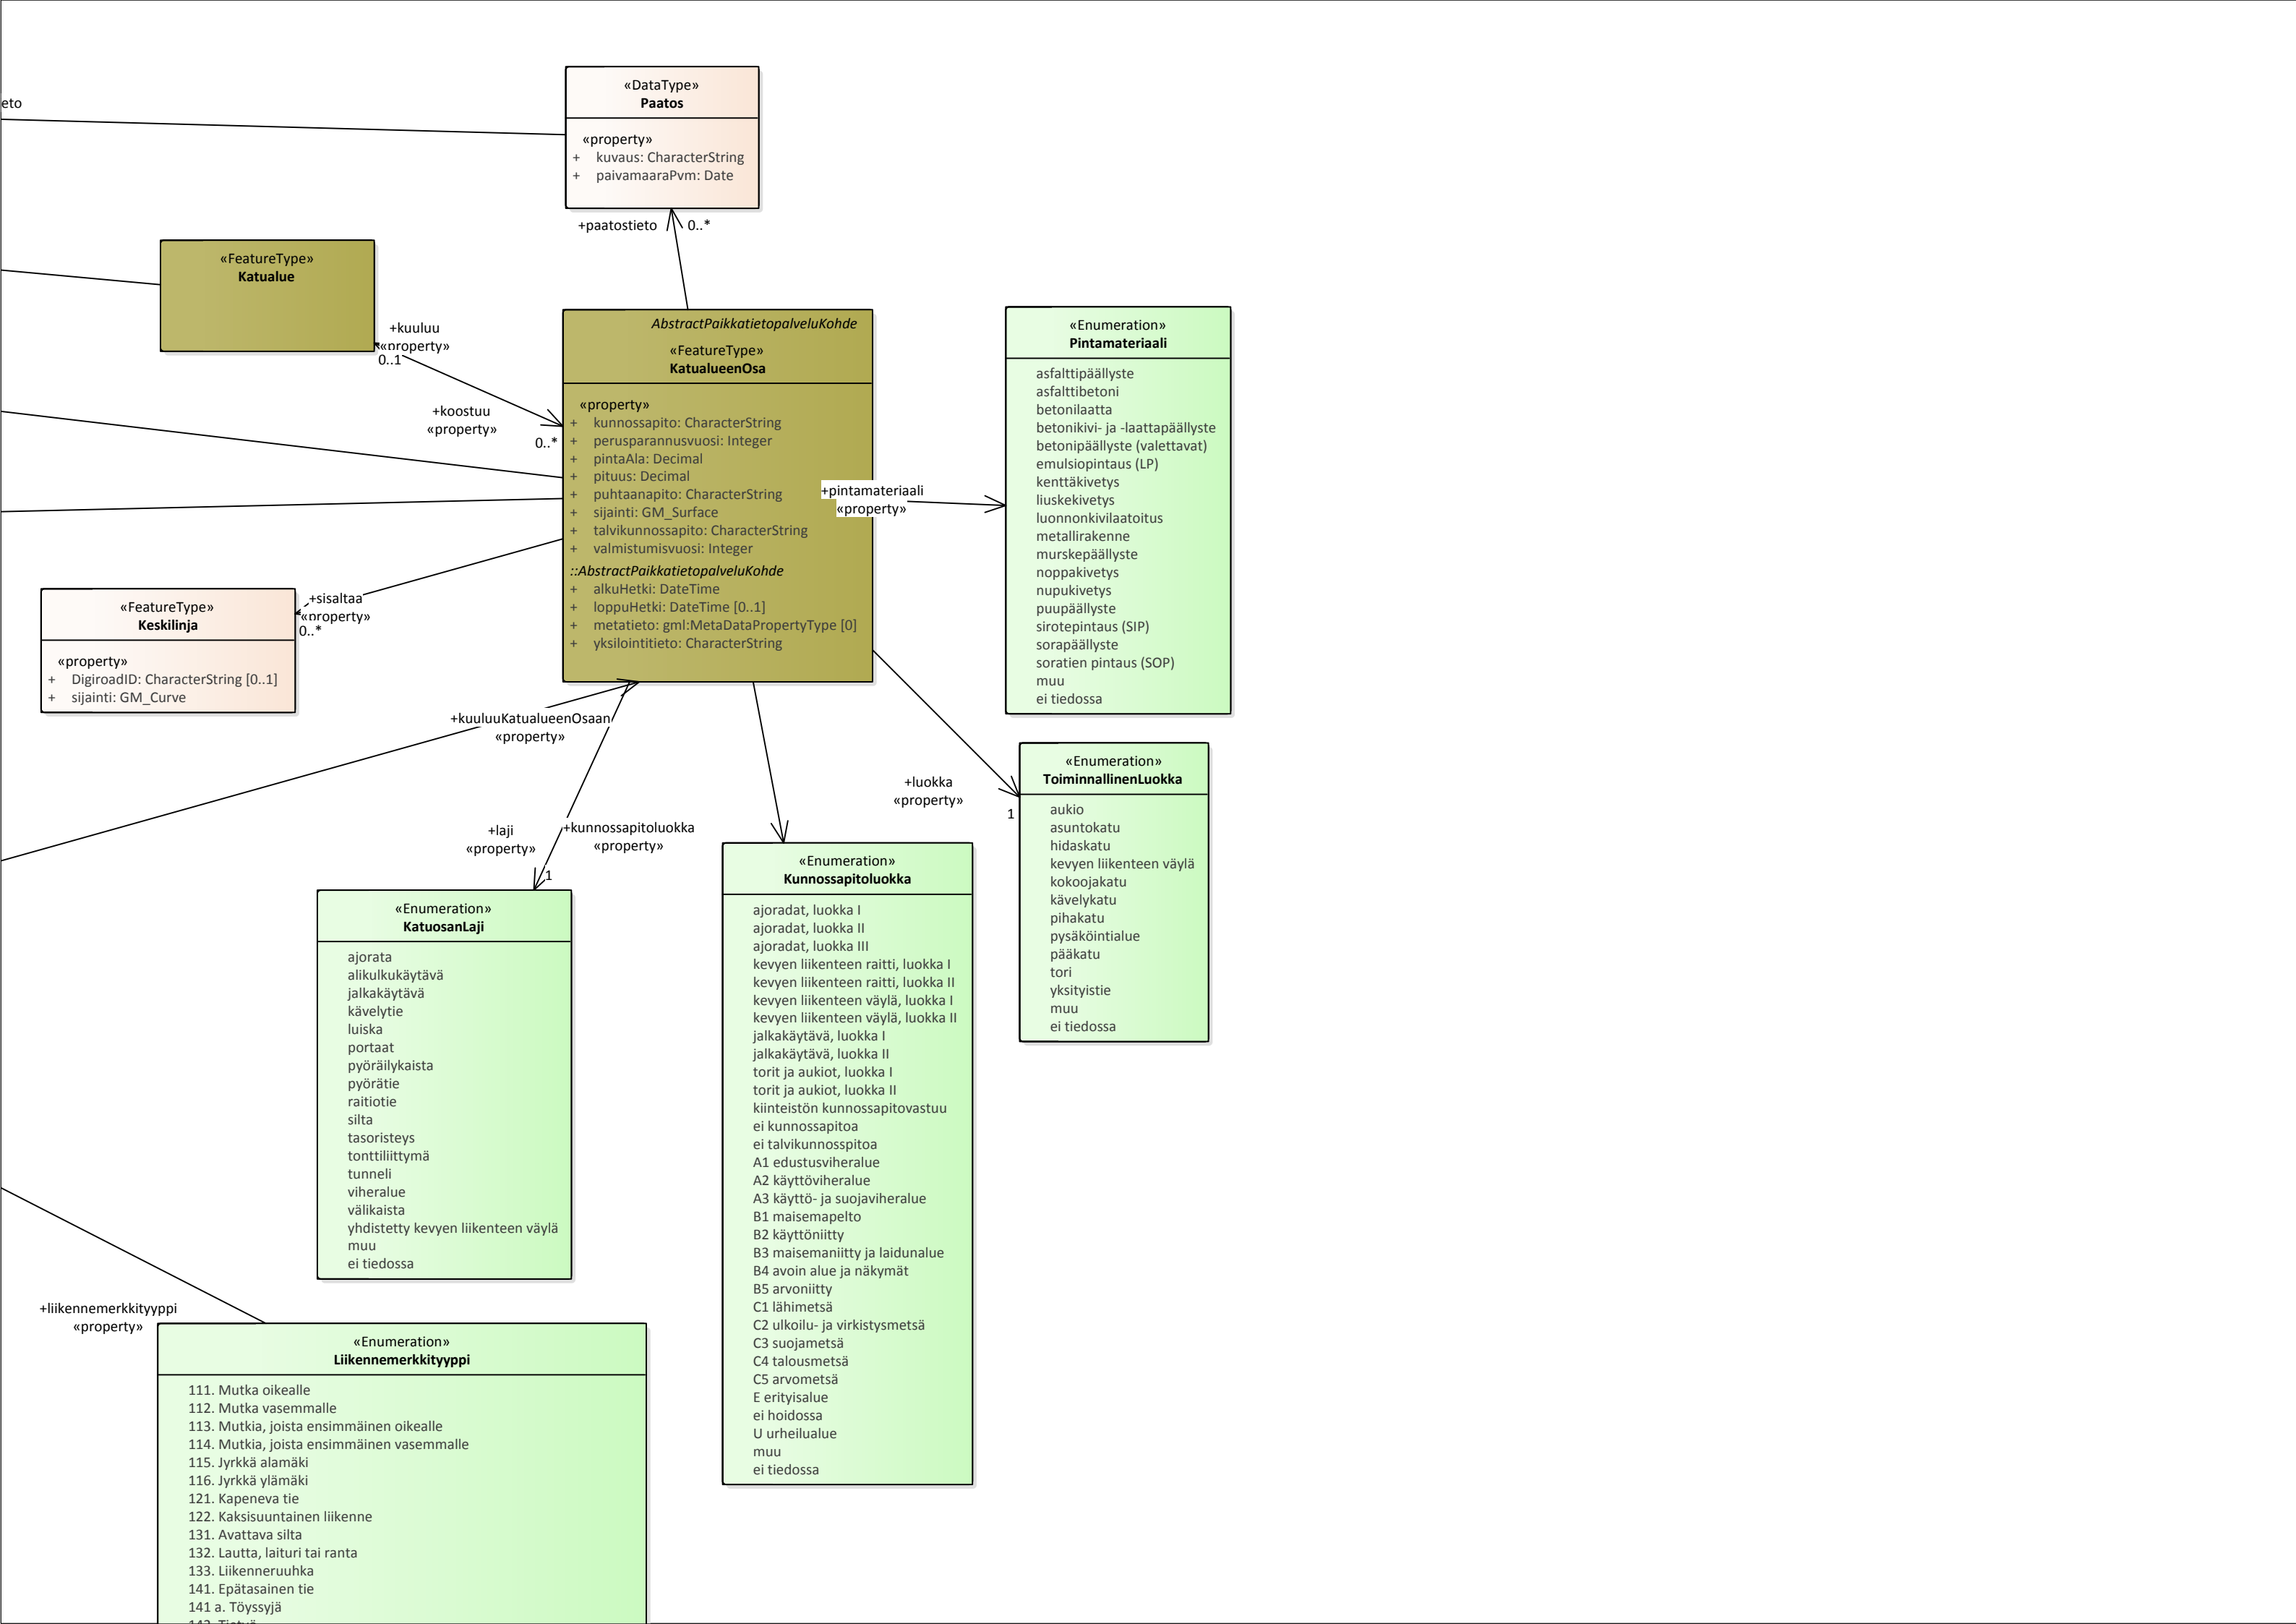 eto
«DataType»
Paatos
«property»
+ kuvaus: CharacterString
+ paivamaaraPvm: Date
+paatostieto 0..*
«FeatureType»
Katualue
+kuuluu
«property»
0..1
+koostuu
«property»
0..*
AbstractPaikkatietopalveluKohde
«FeatureType»
KatualueenOsa
«property»
+ kunnossapito: CharacterString
+ perusparannusvuosi: Integer
+ pintaAla: Decimal
+ pituus: Decimal
+ puhtaanapito: CharacterString
+ sijainti: GM_Surface
+ talvikunnossapito: CharacterString
+ valmistumisvuosi: Integer
::AbstractPaikkatietopalveluKohde
+ alkuHetki: DateTime
+ loppuHetki: DateTime [0..1]
+ metatieto: gml:MetaDataPropertyType [0]
+ yksilointitieto: CharacterString
+pintamateriaali
«property»
«Enumeration»
Pintamateriaali
asfalttipäällyste
asfalttibetoni
betonilaatta
betonikivi- ja -laattapäällyste
betonipäällyste (valettavat)
emulsiopintaus (LP)
kenttäkivetys
liuskekivetys
luonnonkivilaatoitus
metallirakenne
murskepäällyste
noppakivetys
nupukivetys
puupäällyste
sirotepintaus (SIP)
sorapäällyste
soratien pintaus (SOP)
muu
ei tiedossa
+sisaltaa
«property»
0..*
«FeatureType»
Keskilinja
«property»
+ DigiroadID: CharacterString [0..1]
+ sijainti: GM_Curve
+kuuluuKatualueenOsaan
«property»
+luokka
«property»
1
«Enumeration»
ToiminnallinenLuokka
aukio
asuntokatu
hidaskatu
kevyen liikenteen väylä
kokoojakatu
kävelykatu
pihakatu
pysäköintialue
pääkatu
tori
yksityistie
muu
ei tiedossa
+laji
«property»
1
+kunnossapitoluokka
«property»
«Enumeration»
KatuosanLaji
ajorata
alikulkukäytävä
jalkakäytävä
kävelytie
luiska
portaat
pyöräilykaista
pyörätie
raitiotie
silta
tasoristeys
tonttiliittymä
tunneli
viheralue
välikaista
yhdistetty kevyen liikenteen väylä
muu
ei tiedossa
«Enumeration»
Kunnossapitoluokka
ajoradat, luokka I
ajoradat, luokka II
ajoradat, luokka III
kevyen liikenteen raitti, luokka I
kevyen liikenteen raitti, luokka II
kevyen liikenteen väylä, luokka I
kevyen liikenteen väylä, luokka II
jalkakäytävä, luokka I
jalkakäytävä, luokka II
torit ja aukiot, luokka I
torit ja aukiot, luokka II
kiinteistön kunnossapitovastuu
ei kunnossapitoa
ei talvikunnosspitoa
A1 edustusviheralue
A2 käyttöviheralue
A3 käyttö- ja suojaviheralue
B1 maisemapelto
B2 käyttöniitty
B3 maisemaniitty ja laidunalue
B4 avoin alue ja näkymät
B5 arvoniitty
C1 lähimetsä
C2 ulkoilu- ja virkistysmetsä
C3 suojametsä
C4 talousmetsä
C5 arvometsä
E erityisalue
ei hoidossa
U urheilualue
muu
ei tiedossa
+liikennemerkkityyppi
«property»
«Enumeration»
Liikennemerkkityyppi
111. Mutka oikealle
112. Mutka vasemmalle
113. Mutkia, joista ensimmäinen oikealle
114. Mutkia, joista ensimmäinen vasemmalle
115. Jyrkkä alamäki
116. Jyrkkä ylämäki
121. Kapeneva tie
122. Kaksisuuntainen liikenne
131. Avattava silta
132. Lautta, laituri tai ranta
133. Liikenneruuhka
141. Epätasainen tie
141 a. Töyssyjä